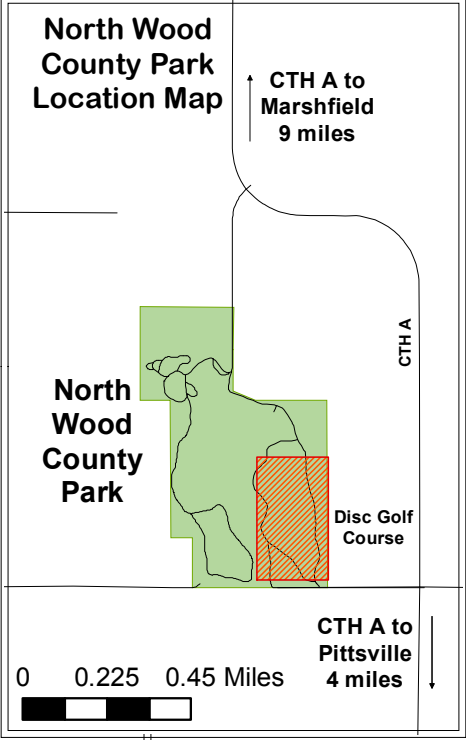 North Wood
County Park
Location Map
CTH A to
Marshfield
9 miles
CTH A
North
Wood
County
Park
Disc Golf
Course
CTH A to
Pittsville
4 miles
0 0.225 0.45 Miles